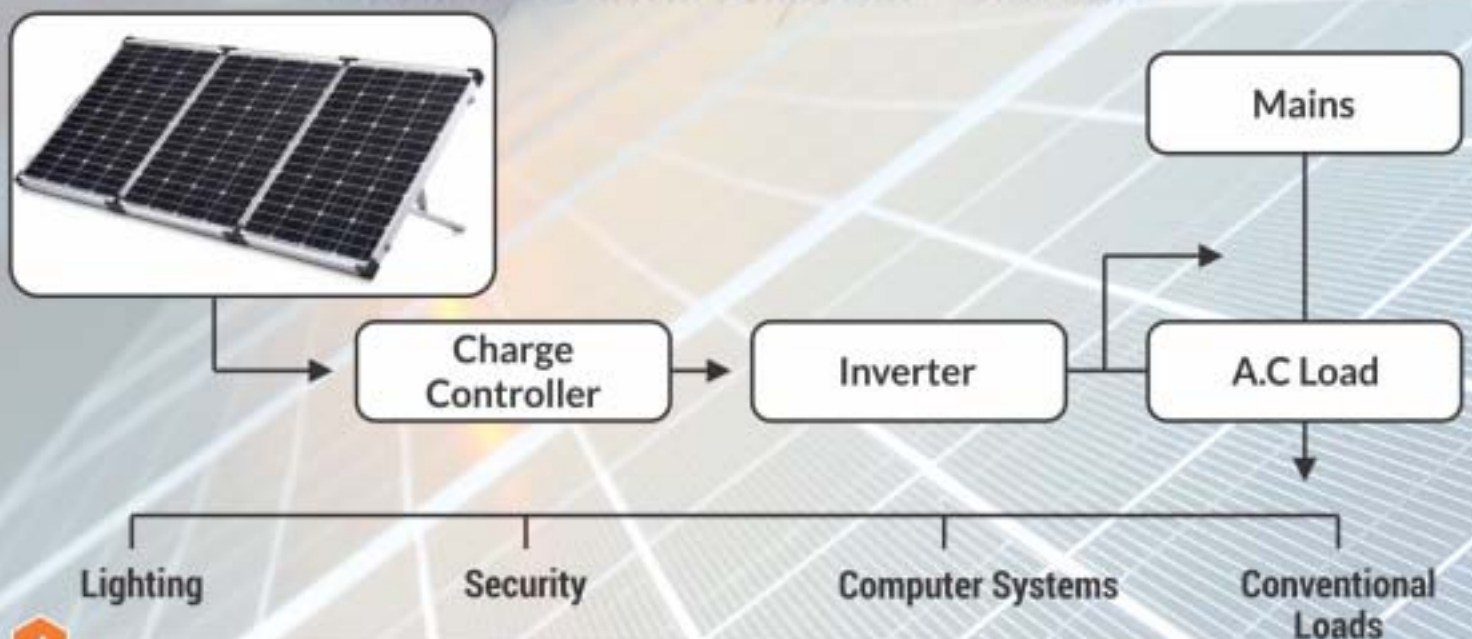 Mains
Charge
Controller
Inverter
A.C Load
Lighting
Security
Computer Systems
Conventional
Loads